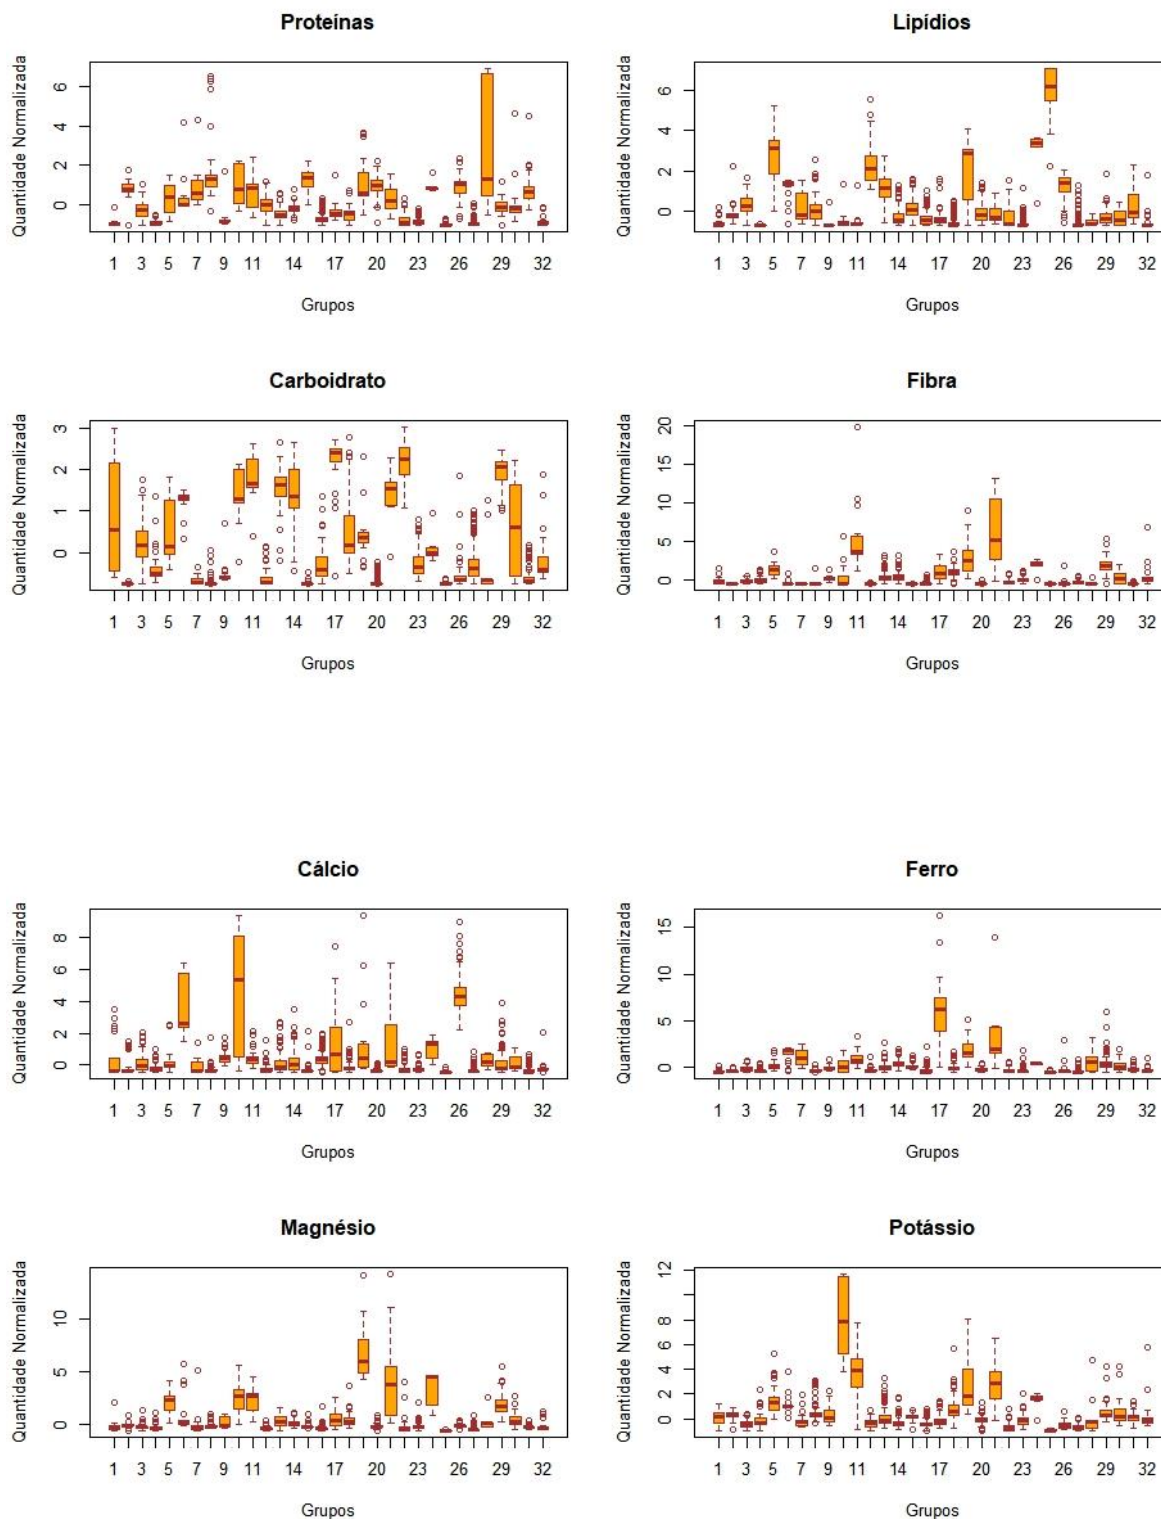 Proteínas
Quantidade Normalizada
0 2 4 6
1 3 5 7 9 11 14 17 20 23 26 29 32
Grupos
Lipídios
Quantidade Normalizada
0 2 4 6
1 3 5 7 9 11 14 17 20 23 26 29 32
Grupos
Carboidrato
Quantidade Normalizada
0 1 2 3
1 3 5 7 9 11 14 17 20 23 26 29 32
Grupos
Fibra
Quantidade Normalizada
0 5 10 15 20
1 3 5 7 9 11 14 17 20 23 26 29 32
Grupos
Cálcio
Quantidade Normalizada
0 2 4 6 8
1 3 5 7 9 11 14 17 20 23 26 29 32
Grupos
Ferro
Quantidade Normalizada
0 5 10 15
1 3 5 7 9 11 14 17 20 23 26 29 32
Grupos
Magnésio
Quantidade Normalizada
0 5 10
1 3 5 7 9 11 14 17 20 23 26 29 32
Grupos
Potássio
Quantidade Normalizada
0 2 4 6 8 12
1 3 5 7 9 11 14 17 20 23 26 29 32
Grupos